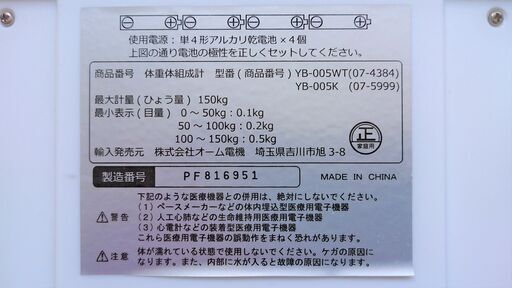 使用電源：単４形アルカリ乾電池×４個
上図の通り電池の極性を正しくセットしてください。
商品番号 体重体組成計 型番(商品番号) YB-005WT(07-4384)
YB-005K (07-5999)
最大計量(ひょう量) 150kg
最小表示(目量) 0～50kg：0.1kg
50～100kg：0.2kg
100～150kg：0.5kg
正
家庭用
輸入発売元 株式会社オーム電機 埼玉県吉川市旭 3-8
製造番号 PF816951 MADE IN CHINA
下記のような医療機器との併用は、絶対にしないでください。
(１) ペースメーカーなどの体内埋込型医療用電子機器
⚠警告 (２) 人工心肺などの生命維持用医療用電子機器
(３) 心電計などの装着型医療用電子機器
これら医療用電子機器の誤動作をまねく恐れがあります。
⚠注意 体が濡れている状態で使用しないでください。ケガの原因に
なります。また、内部に水が入ると故障の原因になります。